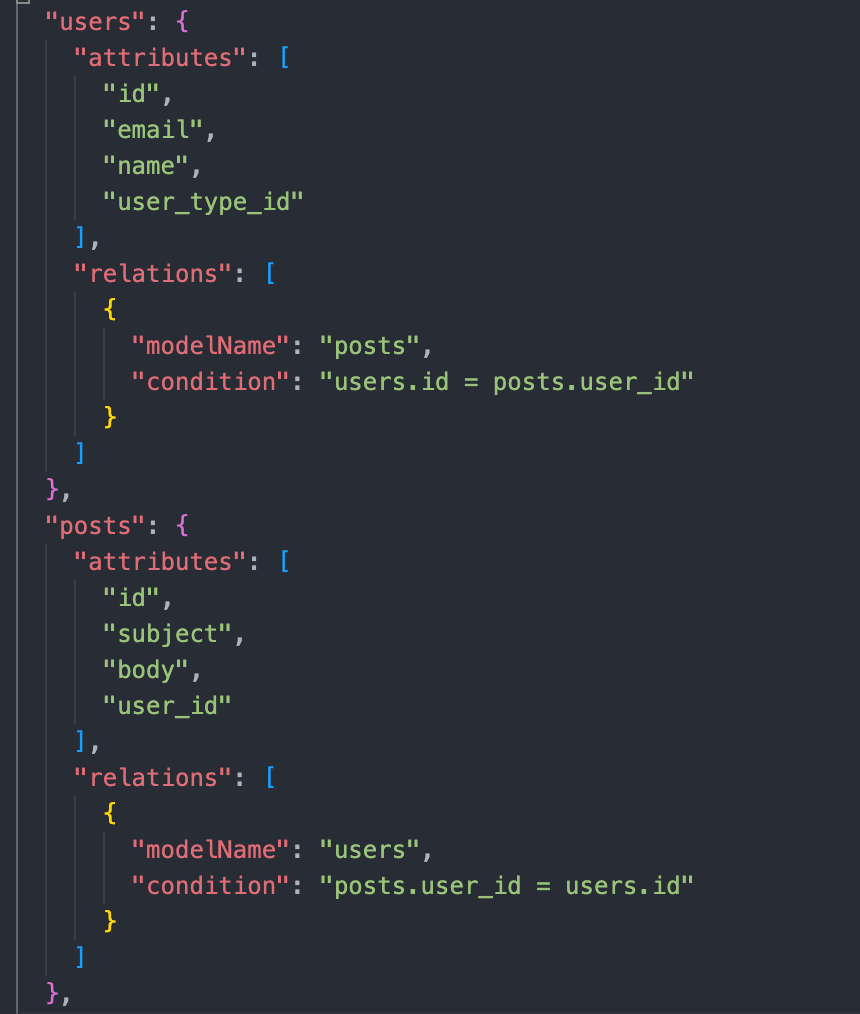 "users": {
"attributes": [
"id",
"email",
"name",
"user_type_id"
],
"relations": [
{
"modelName": "posts",
"condition": "users.id = posts.user_id"
}
]
},
"posts": {
"attributes": [
"id",
"subject",
"body",
"user_id"
],
"relations": [
{
"modelName": "users",
"condition": "posts.user_id = users.id"
}
]
},